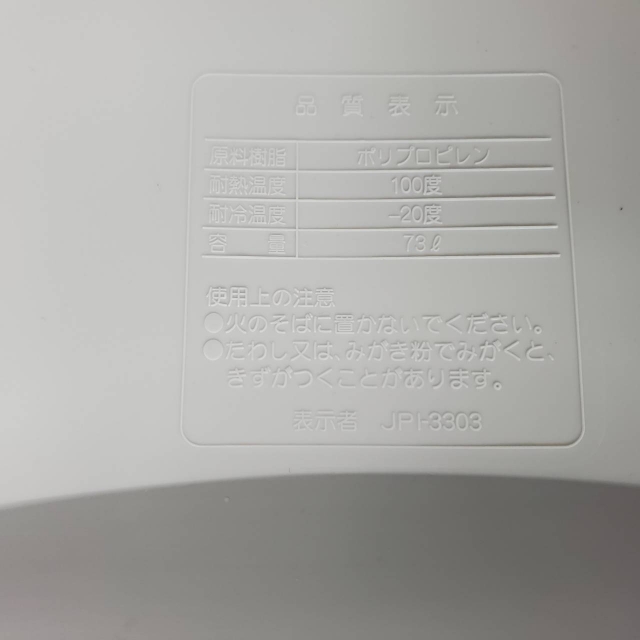 品質表示
原料樹脂 ポリプロピレン
耐熱温度 100度
耐冷温度 -20度
容量 73ℓ
使用上の注意
●火のそばに置かないでください。
●たわし又は、みがき粉でみがくと、
きずがつくことがあります。
表示者 JPI-3303